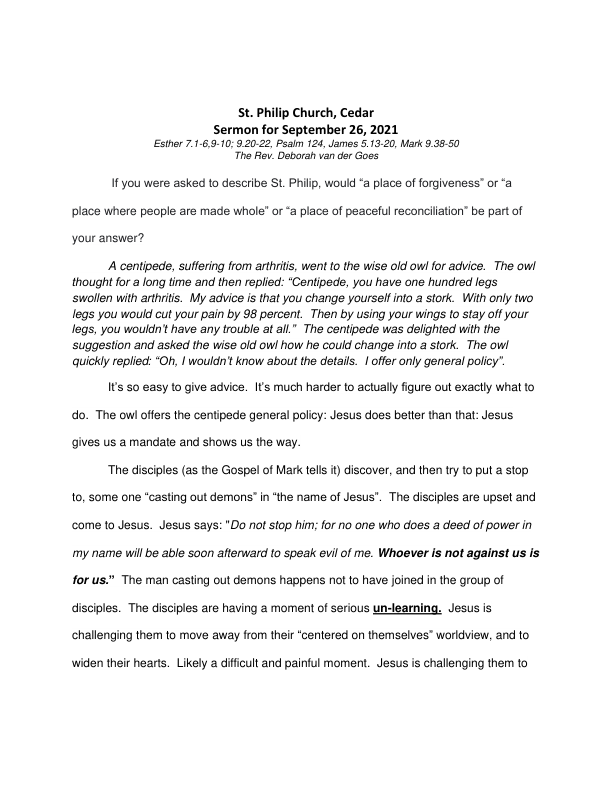 St. Philip Church, Cedar
Sermon for September 26, 2021
Esther 7.1-6,9-10; 9.20-22, Psalm 124, James 5.13-20, Mark 9.38-50
The Rev. Deborah van der Goes
If you were asked to describe St. Philip, would “a place of forgiveness” or “a
place where people are made whole” or “a place of peaceful reconciliation” be part of
your answer?
A centipede, suffering from arthritis, went to the wise old owl for advice.  The owl
thought for a long time and then replied: “Centipede, you have one hundred legs
swollen with arthritis.  My advice is that you change yourself into a stork.  With only two
legs you would cut your pain by 98 percent.  Then by using your wings to stay off your
legs, you wouldn’t have any trouble at all.”  The centipede was delighted with the
suggestion and asked the wise old owl how he could change into a stork.  The owl
quickly replied: “Oh, I wouldn’t know about the details.  I offer only general policy”.
It’s so easy to give advice.  It’s much harder to actually figure out exactly what to
do.  The owl offers the centipede general policy: Jesus does better than that: Jesus
gives us a mandate and shows us the way.
The disciples (as the Gospel of Mark tells it) discover, and then try to put a stop
to, some one “casting out demons” in “the name of Jesus”.  The disciples are upset and
come to Jesus.  Jesus says: "Do not stop him; for no one who does a deed of power in
my name will be able soon afterward to speak evil of me. Whoever is not against us is
for us.”  The man casting out demons happens not to have joined in the group of
disciples.  The disciples are having a moment of serious un-learning.  Jesus is
challenging them to move away from their “centered on themselves” worldview, and to
widen their hearts.  Likely a difficult and painful moment.  Jesus is challenging them to